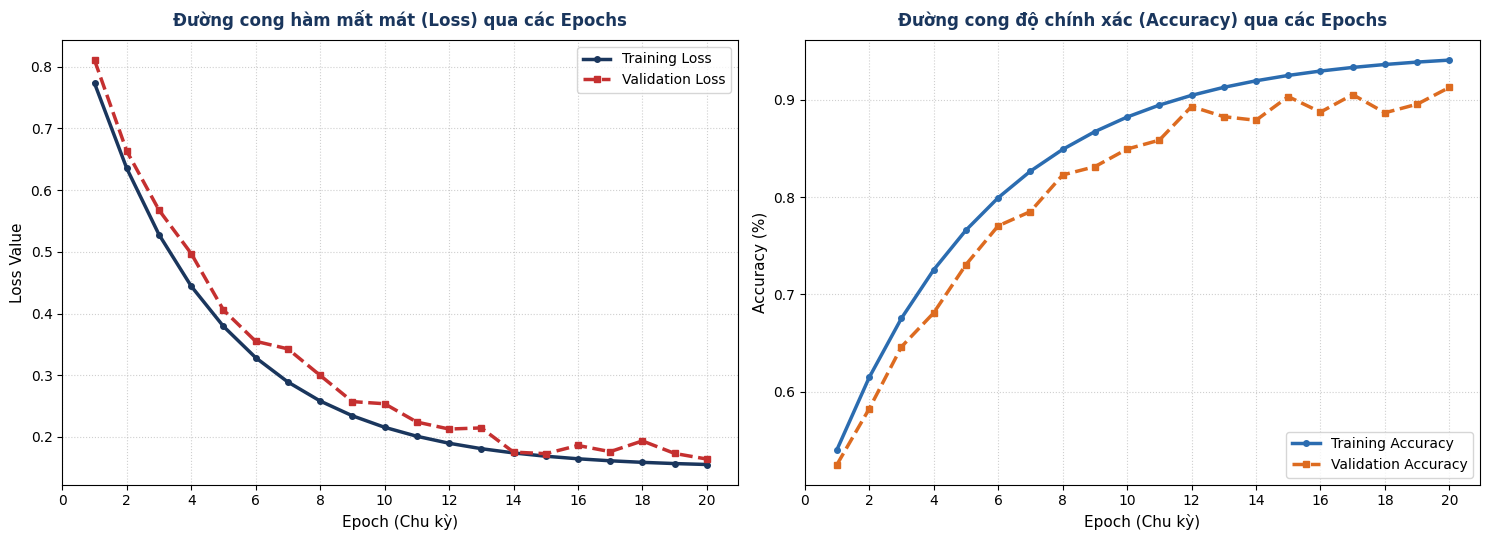 Đường cong hàm mất mát (Loss) qua các Epochs
Training Loss
Validation Loss
0.8
0.7
0.6
0.5
0.4
0.3
0.2
Loss Value
0 2 4 6 8 10 12 14 16 18 20
Epoch (Chu kỳ)
Đường cong độ chính xác (Accuracy) qua các Epochs
0.9
0.8
0.7
0.6
Accuracy (%)
Training Accuracy
Validation Accuracy
0 2 4 6 8 10 12 14 16 18 20
Epoch (Chu kỳ)